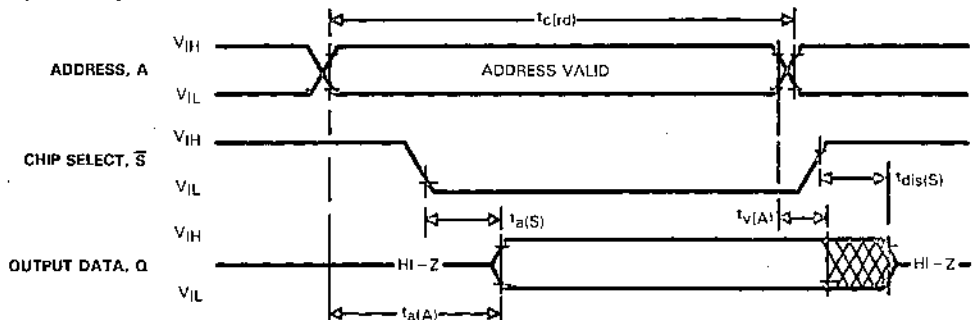 tc(rd)
VIH
ADDRESS, A
ADDRESS VALID
VIL
VIH
CHIP SELECT, S̅
VIL
tdis(S)
ta(S)
tv(A)
VIH
OUTPUT DATA, Q
HI-Z
HI-Z
VIL
ta(A)